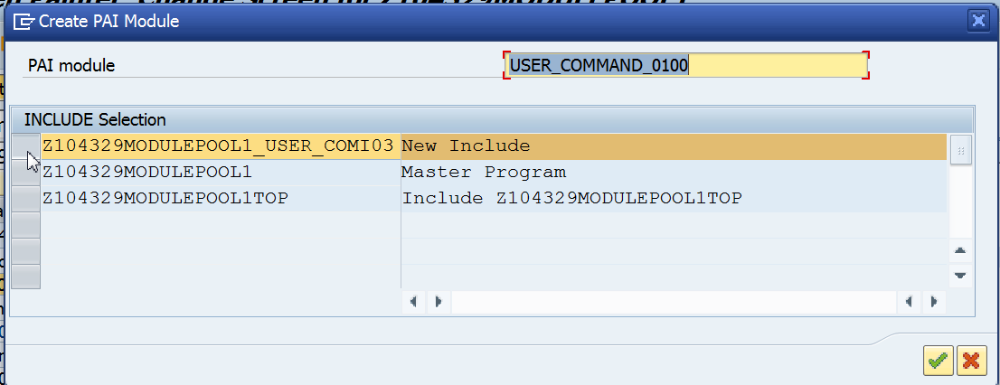 Create PAI Module
PAI module USER_COMMAND_0100
INCLUDE Selection
Z104329MODULEPOOL1_USER_COMI03 New Include
Z104329MODULEPOOL1 Master Program
Z104329MODULEPOOL1TOP Include Z104329MODULEPOOL1TOP